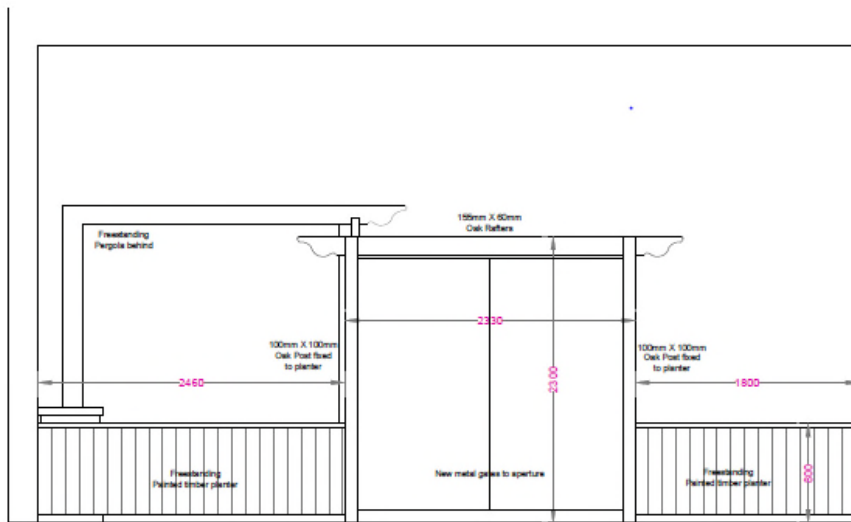 155mm X 60mm
Oak Rafters
Freestanding
Pergola behind
2330
100mm X 100mm
Oak Post fixed
to planter
100mm X 100mm
Oak Post fixed
to planter
2460
2300
1800
Freestanding
Painted timber planter
New metal gates to aperture
Freestanding
Painted timber planter
600